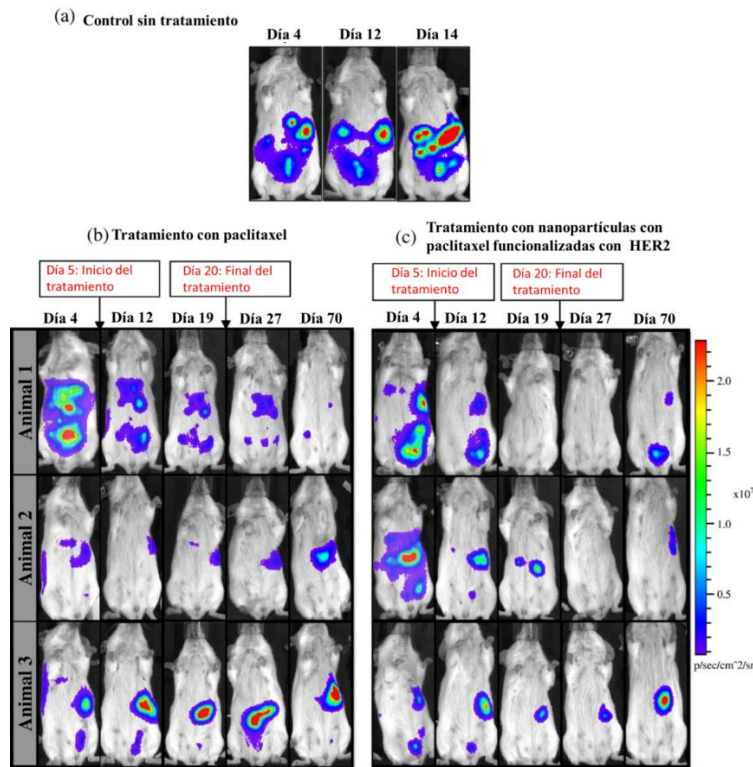 (a) Control sin tratamiento
Día 4 Día 12 Día 14
(b) Tratamiento con paclitaxel
Día 5: Inicio del
tratamiento
Día 20: Final del
tratamiento
Día 4 Día 12 Día 19 Día 27 Día 70
(c) Tratamiento con nanopartículas con
paclitaxel funcionalizadas con HER2
Día 5: Inicio del
tratamiento
Día 20: Final del
tratamiento
Día 4 Día 12 Día 19 Día 27 Día 70
Animal 1
Animal 2
Animal 3
2.0
1.5
x10⁷
1.0
0.5
p/sec/cm^2/sr